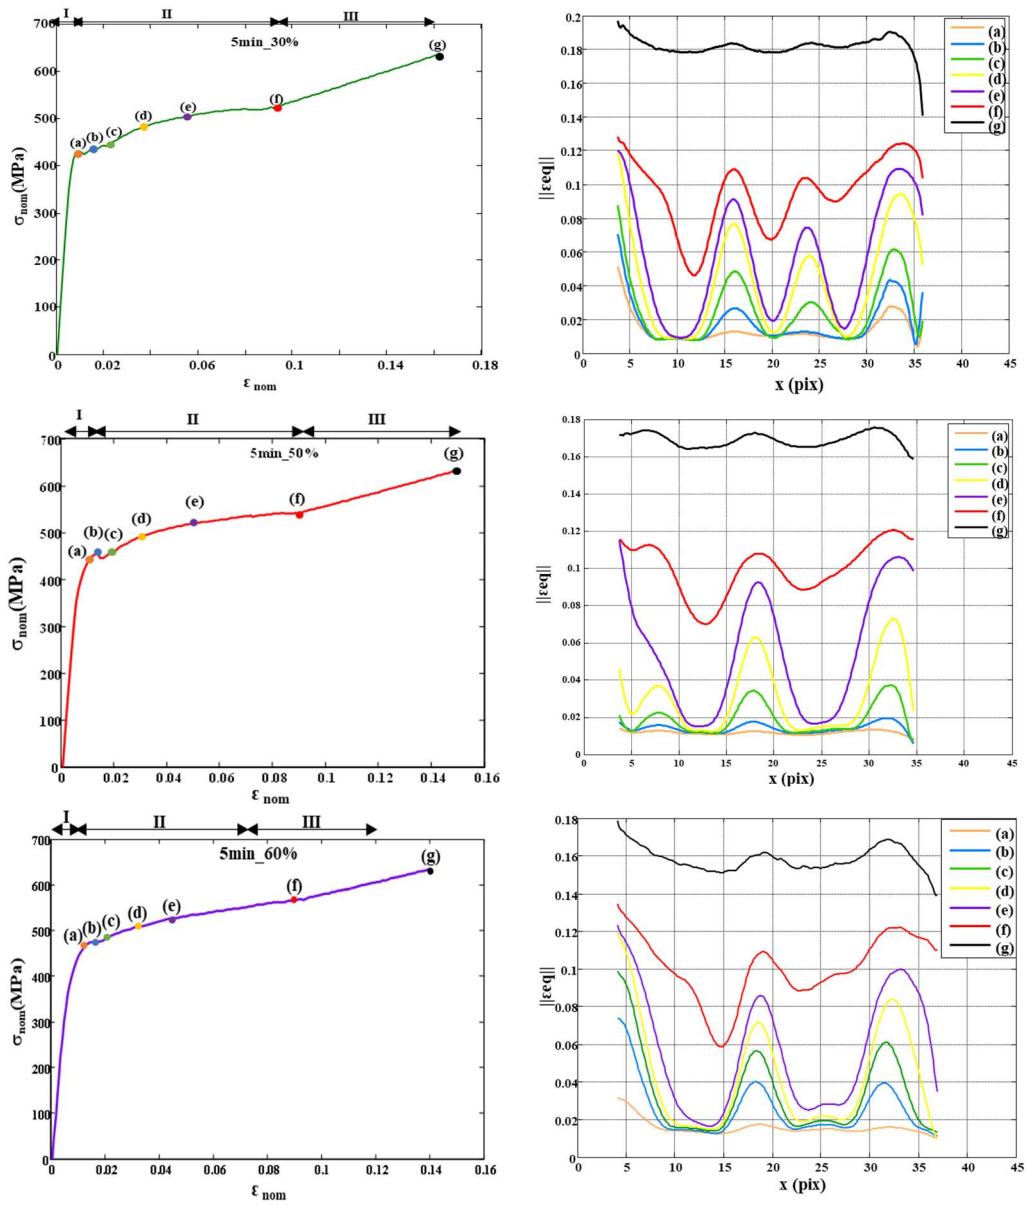 I II III
700
5min_30%
(g)
600
500
(a) (b) (c) (d) (e) (f)
400
300
200
100
0
σnom(MPa)
0 0.02 0.06 0.1 0.14 0.18
ε nom
0.2
0.18
0.16
0.14
0.12
0.1
0.08
0.06
0.04
0.02
0
||εeq||
0 5 10 15 20 25 30 35 40 45
x (pix)
(a)
(b)
(c)
(d)
(e)
(f)
(g)
I II III
700
5min_50%
(g)
600
500
(a) (b) (c) (d) (e) (f)
400
300
200
100
0
σnom(MPa)
0 0.02 0.04 0.06 0.08 0.1 0.12 0.14 0.16
ε nom
0.18
0.16
0.14
0.12
0.1
0.08
0.06
0.04
0.02
0
||εeq||
0 5 10 15 20 25 30 35 40 45
x (pix)
(a)
(b)
(c)
(d)
(e)
(f)
(g)
I II III
700
5min_60%
(g)
600
500
(a) (b) (c) (d) (e) (f)
400
300
200
100
0
σnom(MPa)
0 0.02 0.04 0.06 0.08 0.1 0.12 0.14 0.16
ε nom
0.18
0.16
0.14
0.12
0.1
0.08
0.06
0.04
0.02
0
||εeq||
0 5 10 15 20 25 30 35 40 45
x (pix)
(a)
(b)
(c)
(d)
(e)
(f)
(g)